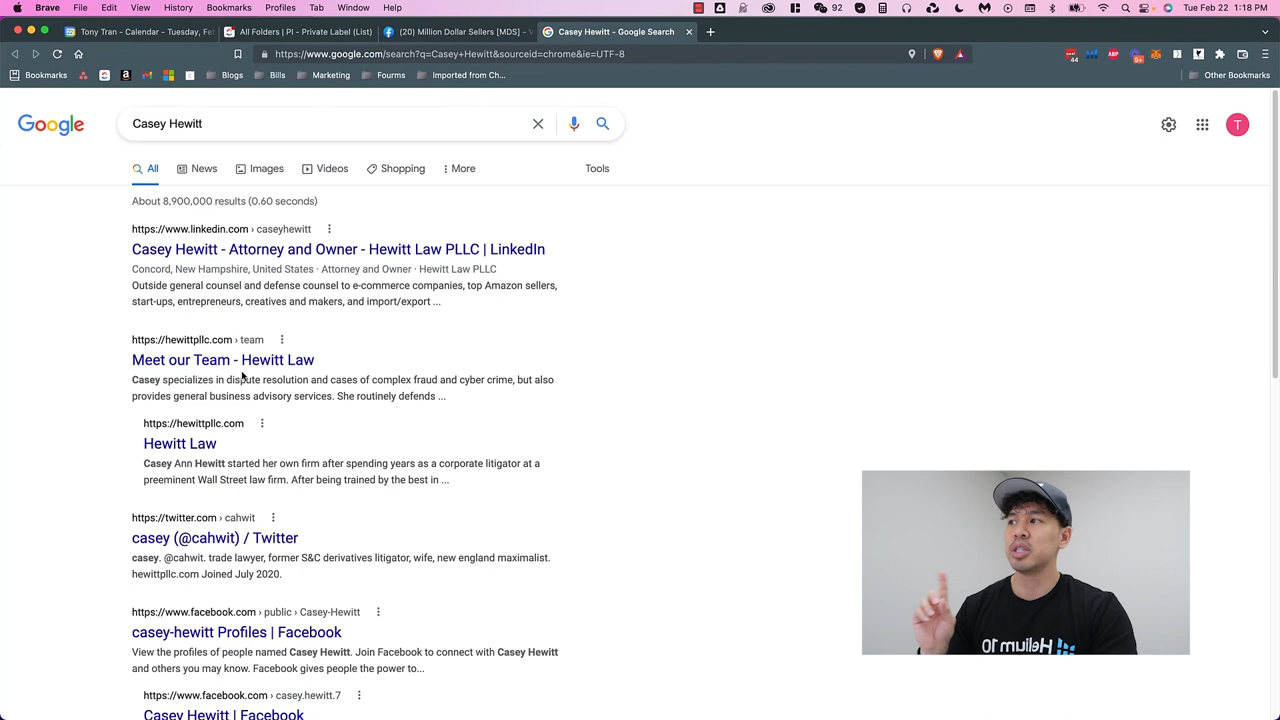 Brave File Edit View History Bookmarks Profiles Tab Window Help
92
Tue Feb 22 1:18 PM
Tony Tran - Calendar - Tuesday, Fe
All Folders | PI - Private Label (List)
(20) Million Dollar Sellers [MDS] - V
Casey Hewitt - Google Search
https://www.google.com/search?q=Casey+Hewitt&sourceid=chrome&ie=UTF-8
44
ABP
9+
Bookmarks
Blogs
Bills
Marketing
Fourms
Imported from Ch...
Other Bookmarks
Google
Casey Hewitt
T
All
News
Images
Videos
Shopping
More
Tools
About 8,900,000 results (0.60 seconds)
https://www.linkedin.com › caseyhewitt
Casey Hewitt - Attorney and Owner - Hewitt Law PLLC | LinkedIn
Concord, New Hampshire, United States · Attorney and Owner · Hewitt Law PLLC
Outside general counsel and defense counsel to e-commerce companies, top Amazon sellers,
start-ups, entrepreneurs, creatives and makers, and import/export ...
https://hewittpllc.com › team
Meet our Team - Hewitt Law
Casey specializes in dispute resolution and cases of complex fraud and cyber crime, but also
provides general business advisory services. She routinely defends ...
https://hewittpllc.com
Hewitt Law
Casey Ann Hewitt started her own firm after spending years as a corporate litigator at a
preeminent Wall Street law firm. After being trained by the best in ...
https://twitter.com › cahwit
casey (@cahwit) / Twitter
casey. @cahwit. trade lawyer, former S&C derivatives litigator, wife, new england maximalist.
hewittpllc.com Joined July 2020.
https://www.facebook.com › public › Casey-Hewitt
casey-hewitt Profiles | Facebook
View the profiles of people named Casey Hewitt. Join Facebook to connect with Casey Hewitt
and others you may know. Facebook gives people the power to...
https://www.facebook.com › casey.hewitt.7
Casey Hewitt | Facebook
Helium 10